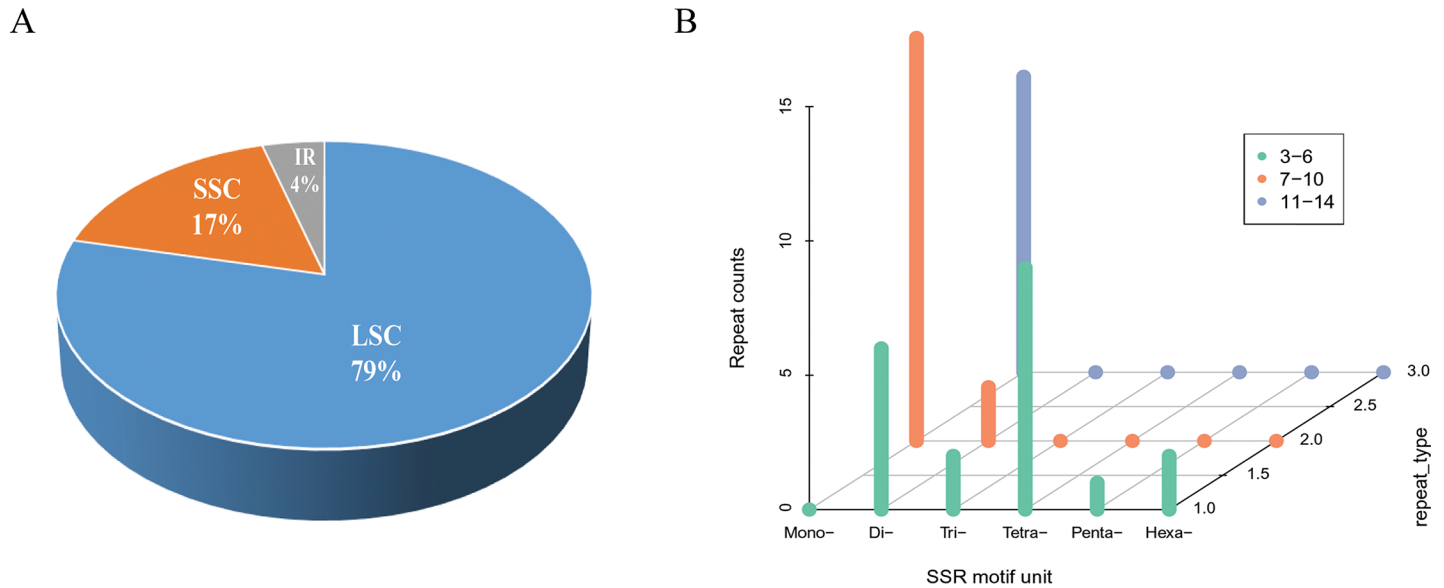 A
IR
4%
SSC
17%
LSC
79%
B
15
10
5
0
Repeat counts
3−6
7−10
11−14
3.0
2.5
2.0
1.5
1.0
repeat_type
Mono− Di− Tri− Tetra− Penta− Hexa−
SSR motif unit